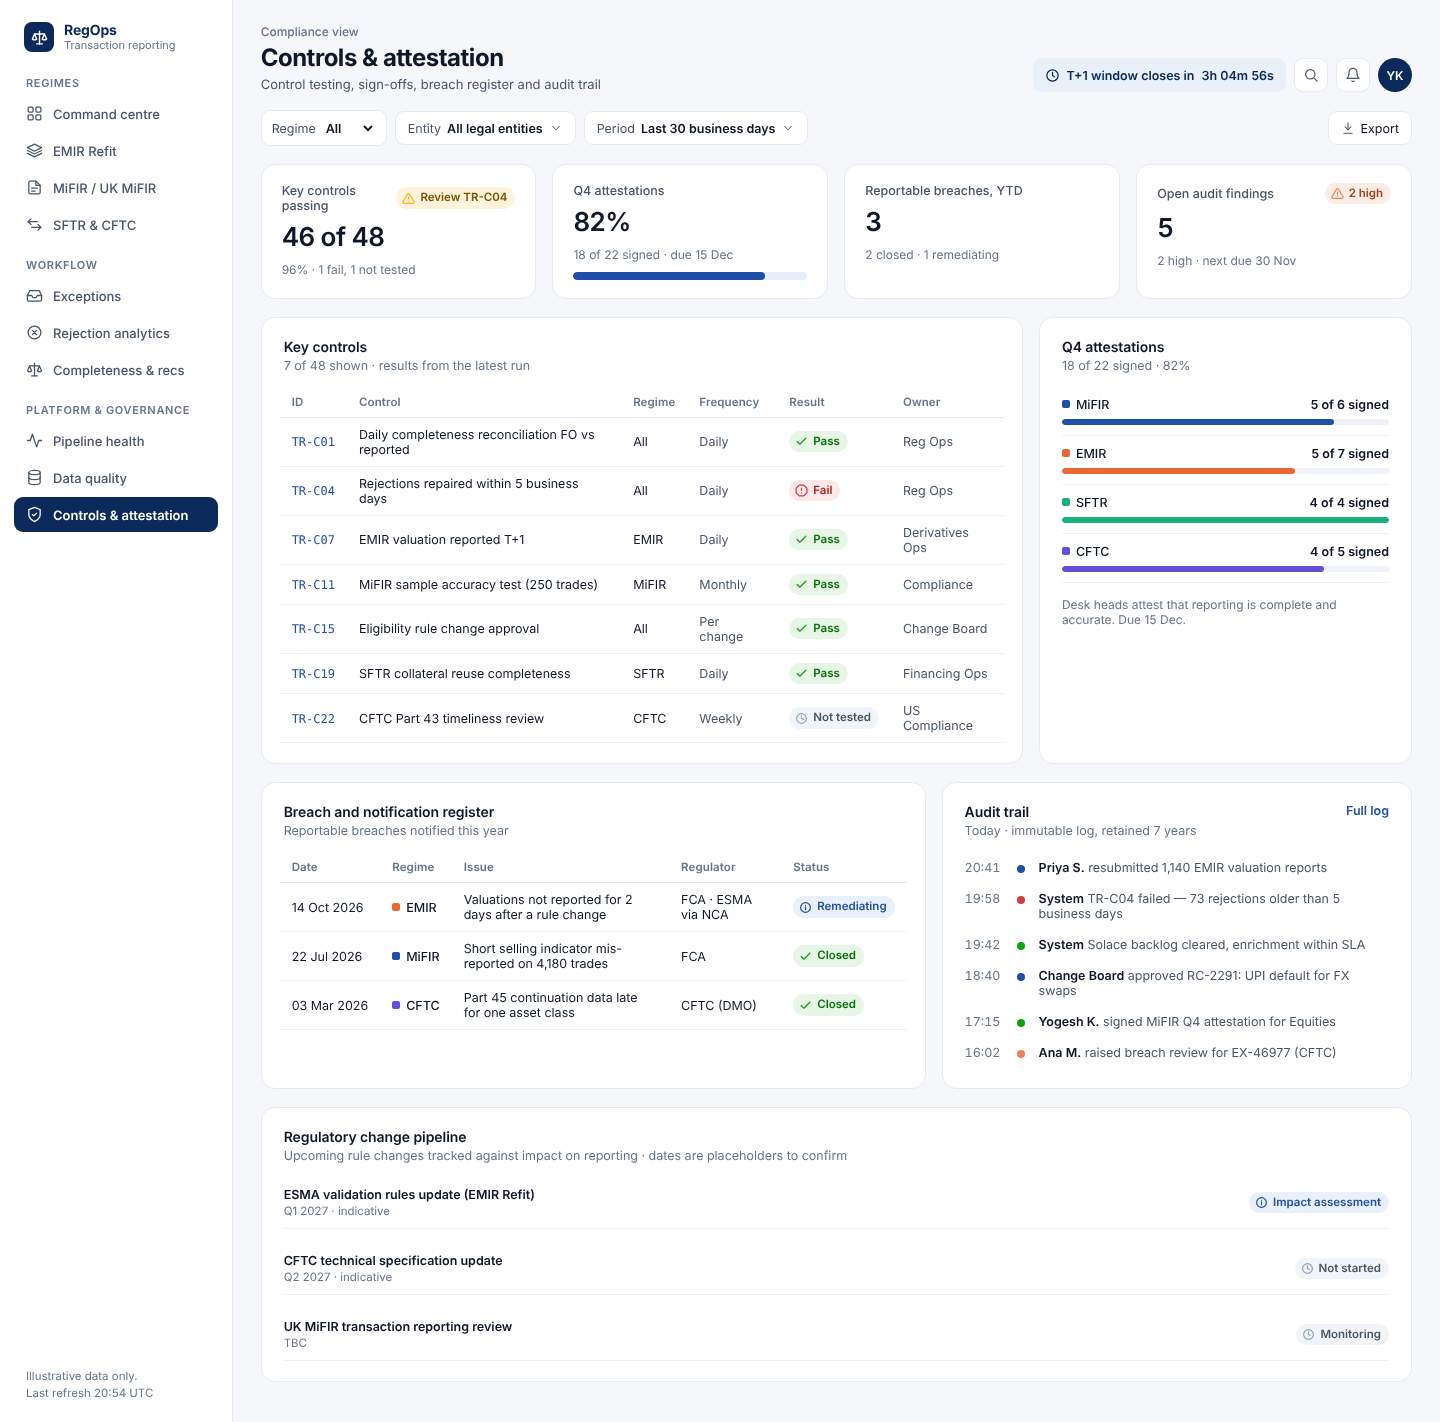 RegOps
Transaction reporting
REGIMES
Command centre
EMIR Refit
MiFIR / UK MiFIR
SFTR & CFTC
WORKFLOW
Exceptions
Rejection analytics
Completeness & recs
PLATFORM & GOVERNANCE
Pipeline health
Data quality
Controls & attestation
Illustrative data only.
Last refresh 20:54 UTC
Compliance view
Controls & attestation
Control testing, sign-offs, breach register and audit trail
T+1 window closes in 3h 04m 56s
YK
Regime All
Entity All legal entities
Period Last 30 business days
Export
Key controls
passing
Review TR-C04
46 of 48
96% · 1 fail, 1 not tested
Q4 attestations
82%
18 of 22 signed · due 15 Dec
Reportable breaches, YTD
3
2 closed · 1 remediating
Open audit findings
2 high
5
2 high · next due 30 Nov
Key controls
7 of 48 shown · results from the latest run
ID Control Regime Frequency Result Owner
TR-C01 Daily completeness reconciliation FO vs
reported All Daily Pass Reg Ops
TR-C04 Rejections repaired within 5 business
days All Daily Fail Reg Ops
TR-C07 EMIR valuation reported T+1 EMIR Daily Pass Derivatives
Ops
TR-C11 MiFIR sample accuracy test (250 trades) MiFIR Monthly Pass Compliance
TR-C15 Eligibility rule change approval All Per
change Pass Change Board
TR-C19 SFTR collateral reuse completeness SFTR Daily Pass Financing Ops
TR-C22 CFTC Part 43 timeliness review CFTC Weekly Not tested US
Compliance
Q4 attestations
18 of 22 signed · 82%
MiFIR 5 of 6 signed
EMIR 5 of 7 signed
SFTR 4 of 4 signed
CFTC 4 of 5 signed
Desk heads attest that reporting is complete and
accurate. Due 15 Dec.
Breach and notification register
Reportable breaches notified this year
Date Regime Issue Regulator Status
14 Oct 2026 EMIR Valuations not reported for 2
days after a rule change FCA · ESMA
via NCA Remediating
22 Jul 2026 MiFIR Short selling indicator mis-
reported on 4,180 trades FCA Closed
03 Mar 2026 CFTC Part 45 continuation data late
for one asset class CFTC (DMO) Closed
Audit trail
Full log
Today · immutable log, retained 7 years
20:41 Priya S. resubmitted 1,140 EMIR valuation reports
19:58 System TR-C04 failed — 73 rejections older than 5
business days
19:42 System Solace backlog cleared, enrichment within SLA
18:40 Change Board approved RC-2291: UPI default for FX
swaps
17:15 Yogesh K. signed MiFIR Q4 attestation for Equities
16:02 Ana M. raised breach review for EX-46977 (CFTC)
Regulatory change pipeline
Upcoming rule changes tracked against impact on reporting · dates are placeholders to confirm
ESMA validation rules update (EMIR Refit)
Q1 2027 · indicative
Impact assessment
CFTC technical specification update
Q2 2027 · indicative
Not started
UK MiFIR transaction reporting review
TBC
Monitoring